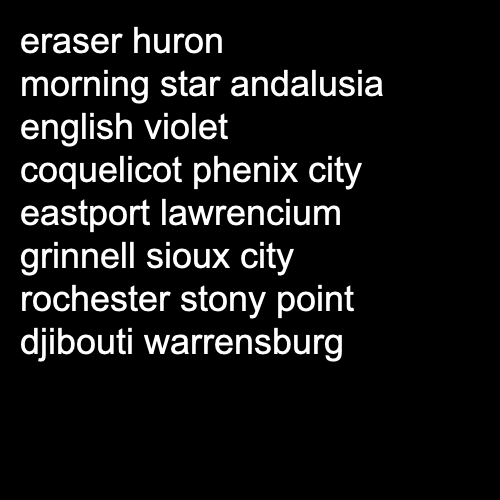 eraser huron
morning star andalusia
english violet
coquelicot phenix city
eastport lawrencium
grinnell sioux city
rochester stony point
djibouti warrensburg